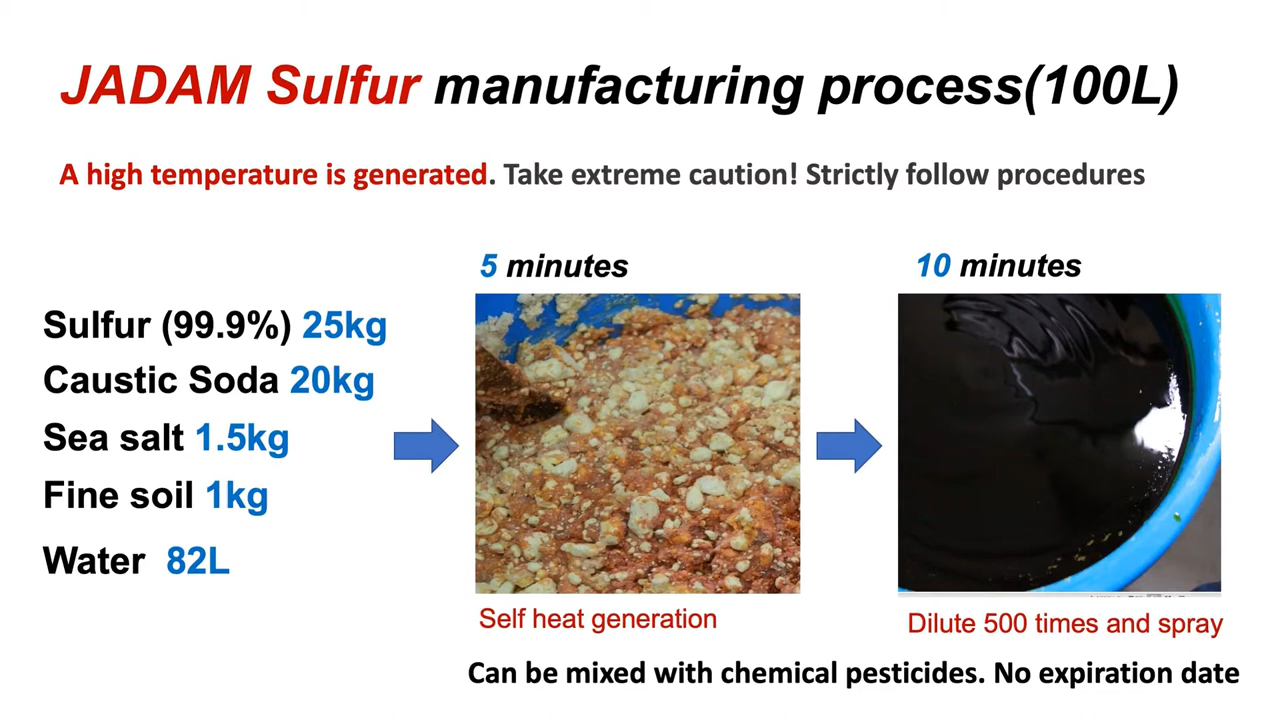 JADAM Sulfur manufacturing process(100L)
A high temperature is generated. Take extreme caution! Strictly follow procedures
Sulfur (99.9%) 25kg
Caustic Soda 20kg
Sea salt 1.5kg
Fine soil 1kg
Water 82L
5 minutes
Self heat generation
10 minutes
Dilute 500 times and spray
Can be mixed with chemical pesticides. No expiration date